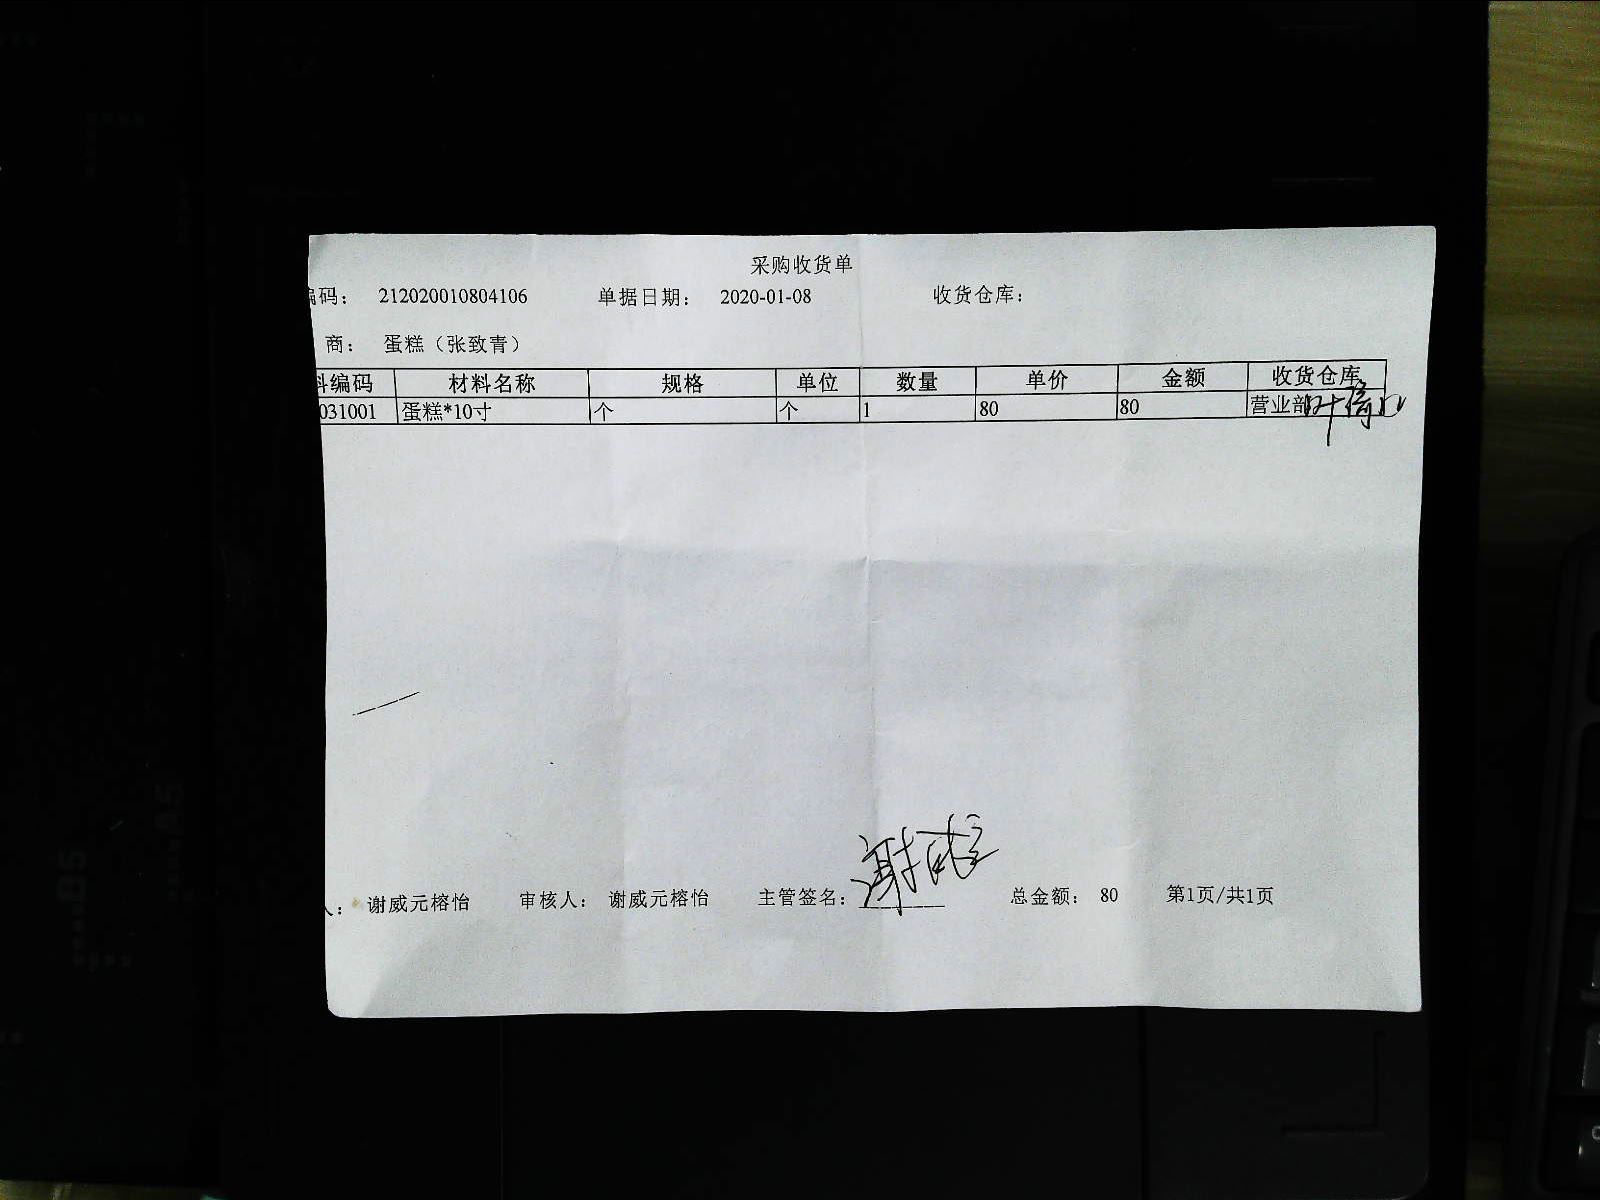 采购收货单
编码： 212020010804106 单据日期： 2020-01-08 收货仓库：
商： 蛋糕（张致青）
料编码 材料名称 规格 单位 数量 单价 金额 收货仓库
031001 蛋糕*10寸 个 个 1 80 80 营业部
人： 谢威元榕怡 审核人： 谢威元榕怡 主管签名： 总金额： 80 第1页/共1页